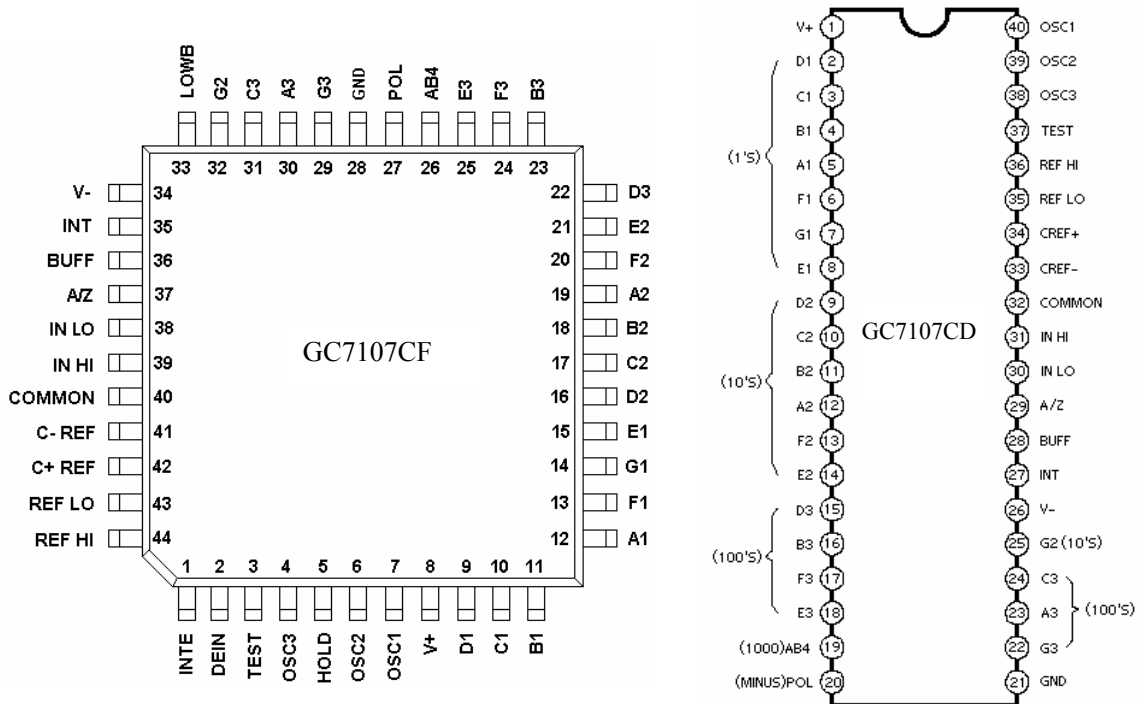 LOWB G2 C3 A3 G3 GND POL AB4 E3 F3 B3
33 32 31 30 29 28 27 26 25 24 23
V- 34
INT 35
BUFF 36
A/Z 37
IN LO 38
IN HI 39
COMMON 40
C- REF 41
C+ REF 42
REF LO 43
REF HI 44
GC7107CF
22 D3
21 E2
20 F2
19 A2
18 B2
17 C2
16 D2
15 E1
14 G1
13 F1
12 A1
1 2 3 4 5 6 7 8 9 10 11
INTE DEIN TEST OSC3 HOLD OSC2 OSC1 V+ D1 C1 B1
V+ 1
D1 2
C1 3
B1 4
(1'S)
A1 5
F1 6
G1 7
E1 8
D2 9
C2 10
B2 11
(10'S)
A2 12
F2 13
E2 14
D3 15
B3 16
(100'S)
F3 17
E3 18
(1000)AB4 19
(MINUS)POL 20
GC7107CD
40 OSC1
39 OSC2
38 OSC3
37 TEST
36 REF HI
35 REF LO
34 CREF+
33 CREF-
32 COMMON
31 IN HI
30 IN LO
29 A/Z
28 BUFF
27 INT
26 V-
25 G2(10'S)
24 C3
23 A3
(100'S)
22 G3
21 GND